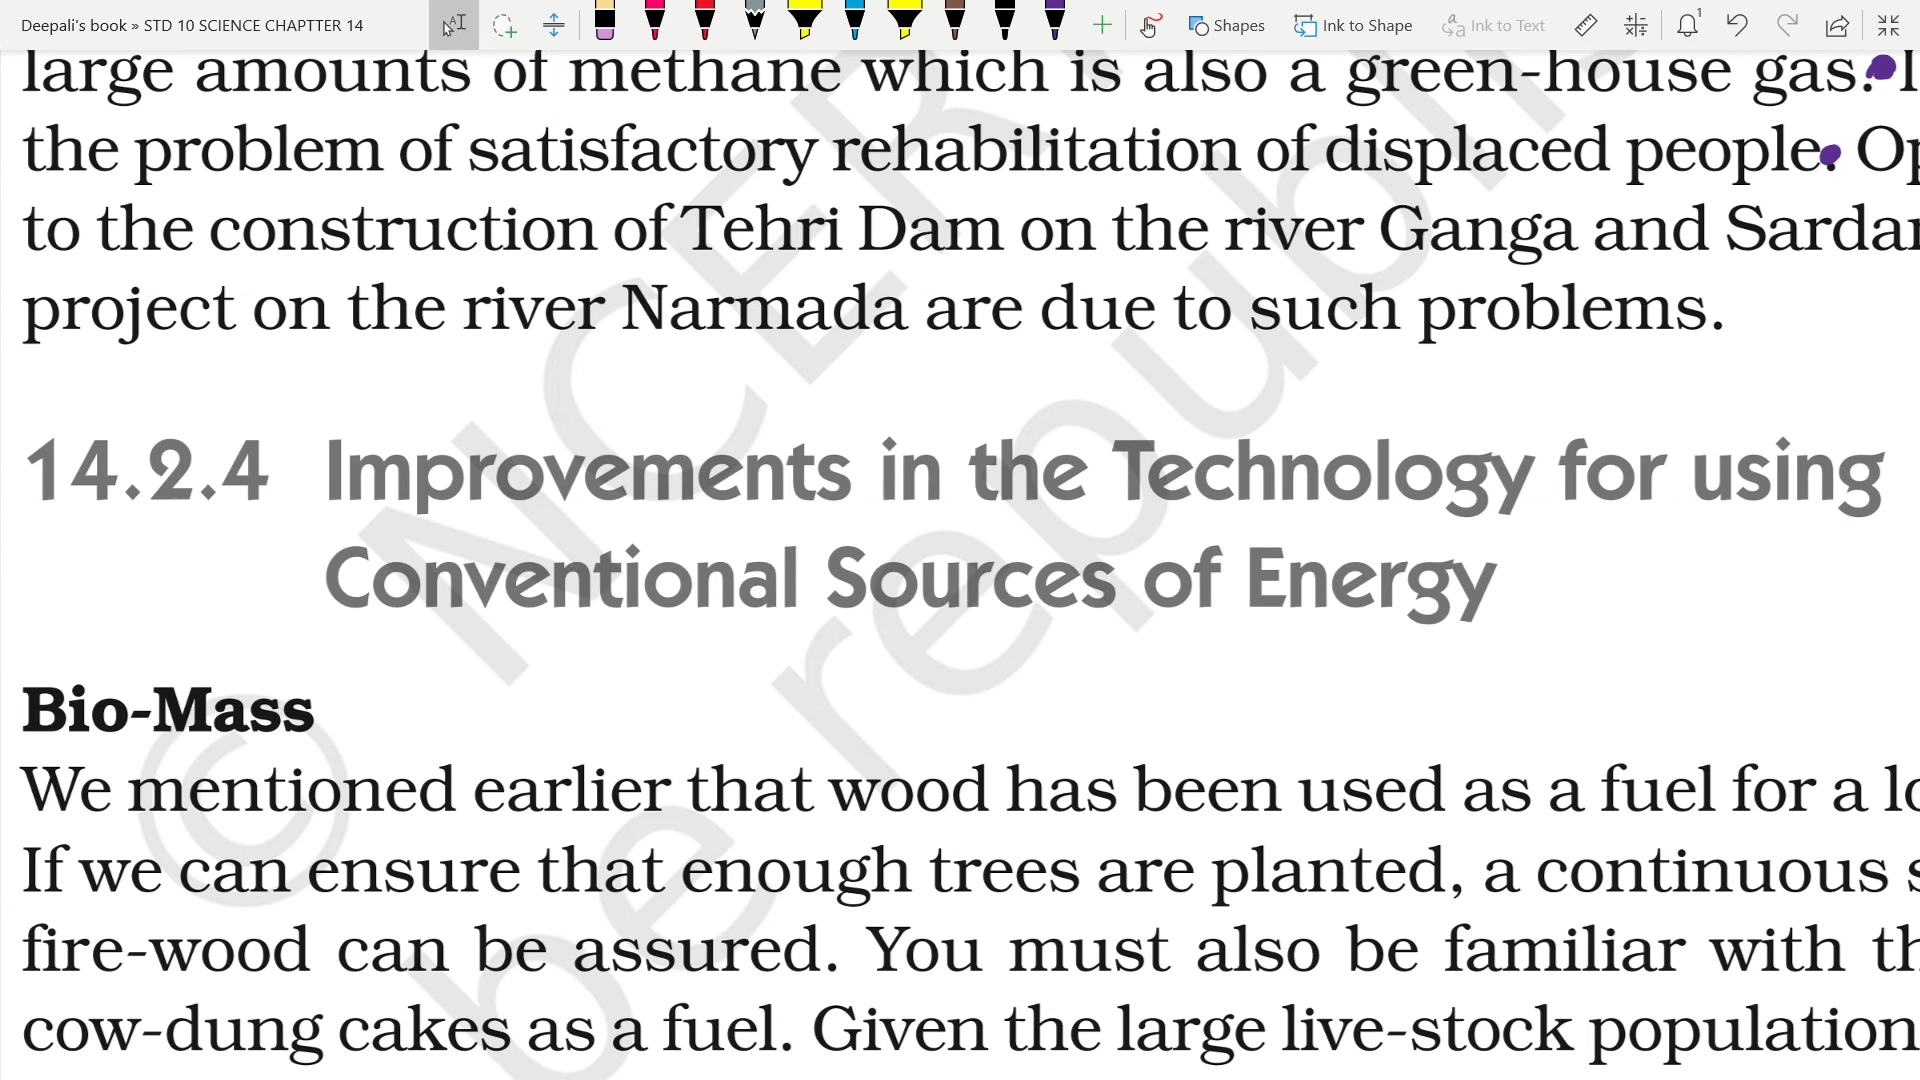 Deepali's book » STD 10 SCIENCE CHAPTTER 14
Shapes
Ink to Shape
Ink to Text
1
large amounts of methane which is also a green-house gas.
the problem of satisfactory rehabilitation of displaced people.
to the construction of Tehri Dam on the river Ganga and Sardar
project on the river Narmada are due to such problems.
14.2.4 Improvements in the Technology for using
Conventional Sources of Energy
Bio-Mass
We mentioned earlier that wood has been used as a fuel for a
If we can ensure that enough trees are planted, a continuous
fire-wood can be assured. You must also be familiar with
cow-dung cakes as a fuel. Given the large live-stock population
© NCER
be republi